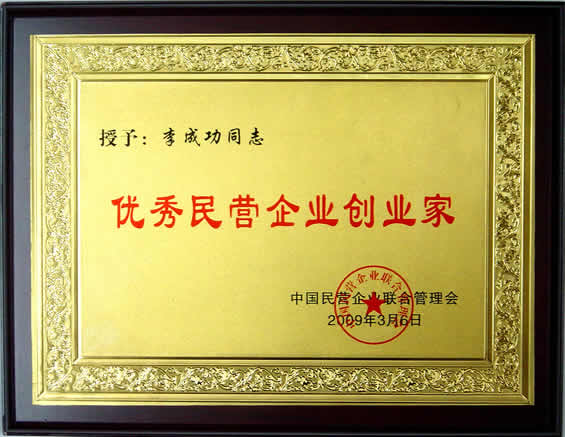 授予：李成功同志
优秀民营企业创业家
中国民营企业联合管理会
2009年3月6日